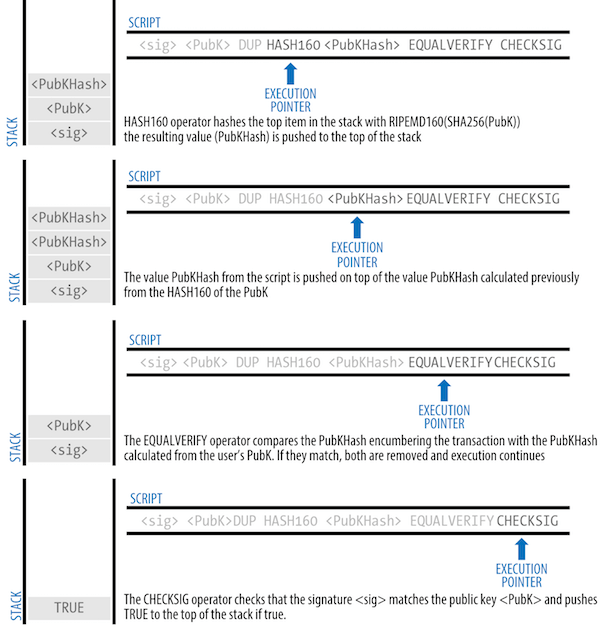 SCRIPT
<sig> <PubK> DUP HASH160 <PubKHash> EQUALVERIFY CHECKSIG
EXECUTION
POINTER
<PubKHash>
<PubK>
<sig>
STACK
HASH160 operator hashes the top item in the stack with RIPEMD160(SHA256(PubK))
the resulting value (PubKHash) is pushed to the top of the stack
SCRIPT
<sig> <PubK> DUP HASH160 <PubKHash> EQUALVERIFY CHECKSIG
EXECUTION
POINTER
<PubKHash>
<PubKHash>
<PubK>
<sig>
STACK
The value PubKHash from the script is pushed on top of the value PubKHash calculated previously
from the HASH160 of the PubK
SCRIPT
<sig> <PubK> DUP HASH160 <PubKHash> EQUALVERIFY CHECKSIG
EXECUTION
POINTER
<PubK>
<sig>
STACK
The EQUALVERIFY operator compares the PubKHash encumbering the transaction with the PubKHash
calculated from the user's PubK. If they match, both are removed and execution continues
SCRIPT
<sig> <PubK>DUP HASH160 <PubKHash> EQUALVERIFY CHECKSIG
EXECUTION
POINTER
TRUE
STACK
The CHECKSIG operator checks that the signature <sig> matches the public key <PubK> and pushes
TRUE to the top of the stack if true.